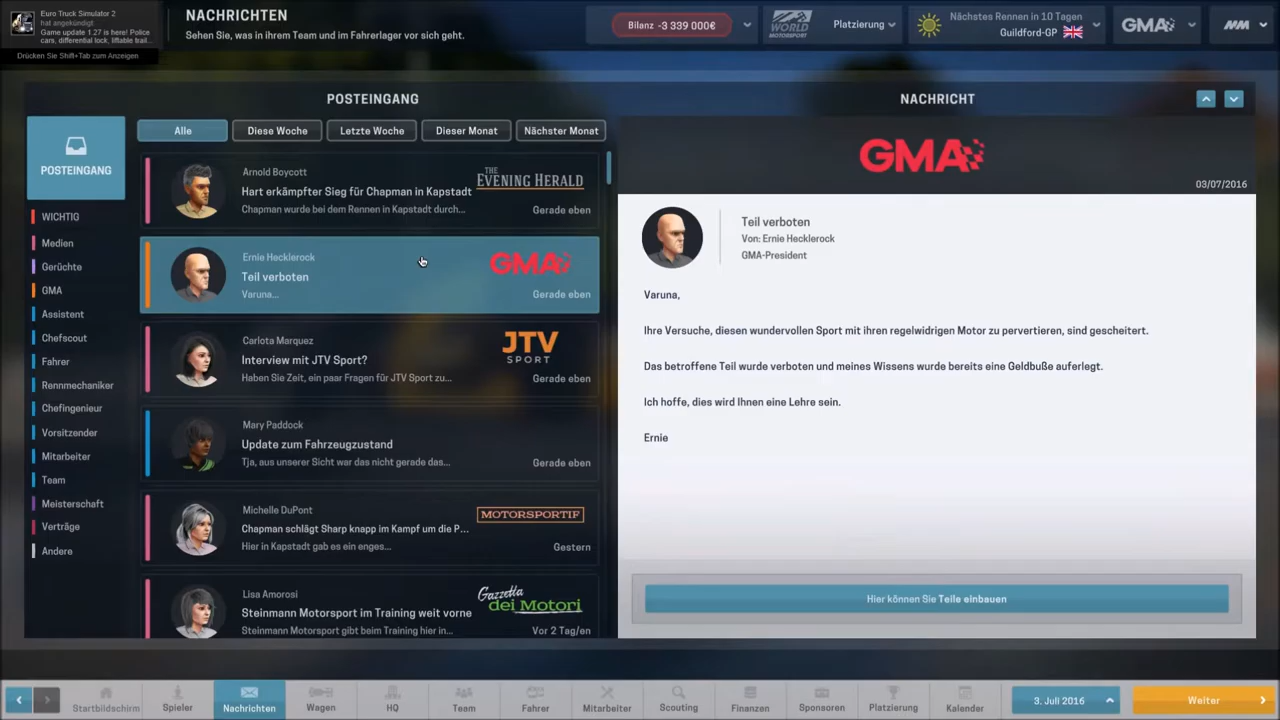 Euro Truck Simulator 2
hat angekündigt:
Game update 1.27 is here! Police
cars, differential lock, liftable trail...
Drücken Sie Shift+Tab zum Anzeigen
NACHRICHTEN
Sehen Sie, was in ihrem Team und im Fahrerlager vor sich geht.
Bilanz -3 339 000€
WORLD
MOTORSPORT
Platzierung
Nächstes Rennen in 10 Tagen
Guildford-GP
GMA
POSTEINGANG
NACHRICHT
POSTEINGANG
WICHTIG
Medien
Gerüchte
GMA
Assistent
Chefscout
Fahrer
Rennmechaniker
Chefingenieur
Vorsitzender
Mitarbeiter
Team
Meisterschaft
Verträge
Andere
Alle
Diese Woche
Letzte Woche
Dieser Monat
Nächster Monat
Arnold Boycott
Hart erkämpfter Sieg für Chapman in Kapstadt
Chapman wurde bei dem Rennen in Kapstadt durch...
THE
EVENING HERALD
Gerade eben
Ernie Hecklerock
Teil verboten
Varuna...
GMA
Gerade eben
Carlota Marquez
Interview mit JTV Sport?
Haben Sie Zeit, ein paar Fragen für JTV Sport zu...
JTV
SPORT
Gerade eben
Mary Paddock
Update zum Fahrzeugzustand
Tja, aus unserer Sicht war das nicht gerade das...
Gerade eben
Michelle DuPont
Chapman schlägt Sharp knapp im Kampf um die P...
Hier in Kapstadt gab es ein enges...
MOTORSPORTIF
Gestern
Lisa Amorosi
Steinmann Motorsport im Training weit vorne
Steinmann Motorsport gibt beim Training hier in...
Gazzetta
dei Motori
Vor 2 Tag/en
GMA
03/07/2016
Teil verboten
Von: Ernie Hecklerock
GMA-President
Varuna,
Ihre Versuche, diesen wundervollen Sport mit ihren regelwidrigen Motor zu pervertieren, sind gescheitert.
Das betroffene Teil wurde verboten und meines Wissens wurde bereits eine Geldbuße auferlegt.
Ich hoffe, dies wird Ihnen eine Lehre sein.
Ernie
Hier können Sie Teile einbauen
Startbildschirm
Spieler
Nachrichten
Wagen
HQ
Team
Fahrer
Mitarbeiter
Scouting
Finanzen
Sponsoren
Platzierung
Kalender
3. Juli 2016
Weiter